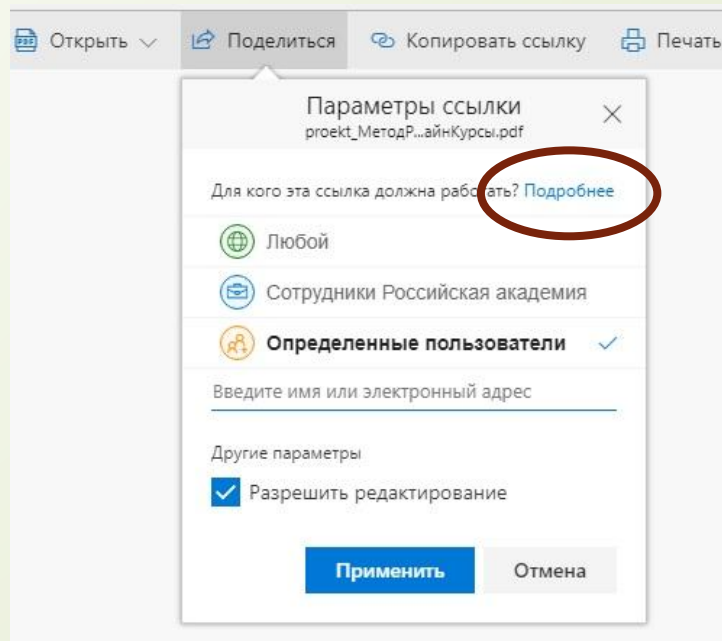 Открыть Поделиться Копировать ссылку Печать
Параметры ссылки
proekt_МетодР...айнКурсы.pdf
Для кого эта ссылка должна работать? Подробнее
Любой
Сотрудники Российская академия
Определенные пользователи
Введите имя или электронный адрес
Другие параметры
Разрешить редактирование
Применить Отмена